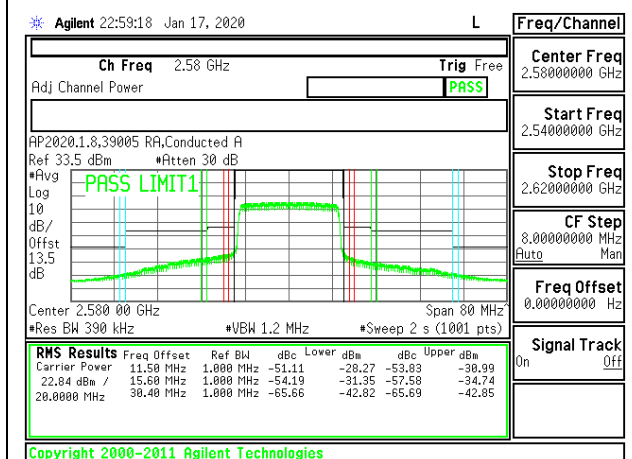 Agilent 22:59:18 Jan 17, 2020 L
Freq/Channel
Ch Freq 2.58 GHz Trig Free
Adj Channel Power PASS
Center Freq
2.58000000 GHz
Start Freq
2.54000000 GHz
Stop Freq
2.62000000 GHz
CF Step
8.00000000 MHz
Auto Man
Freq Offset
0.00000000 Hz
Signal Track
On Off
AP2020.1.8,39005 RA,Conducted A
Ref 33.5 dBm #Atten 30 dB
#Avg
Log
10
dB/
Offst
13.5
dB
PASS LIMIT1
Center 2.580 00 GHz Span 80 MHz
#Res BW 390 kHz #VBW 1.2 MHz #Sweep 2 s (1001 pts)
RMS Results Freq Offset Ref BW dBc Lower dBm dBc Upper dBm
Carrier Power 11.50 MHz 1.000 MHz -51.11 -28.27 -53.83 -30.99
22.84 dBm / 15.60 MHz 1.000 MHz -54.19 -31.35 -57.58 -34.74
20.0000 MHz 30.40 MHz 1.000 MHz -65.66 -42.82 -65.69 -42.85
Copyright 2000-2011 Agilent Technologies